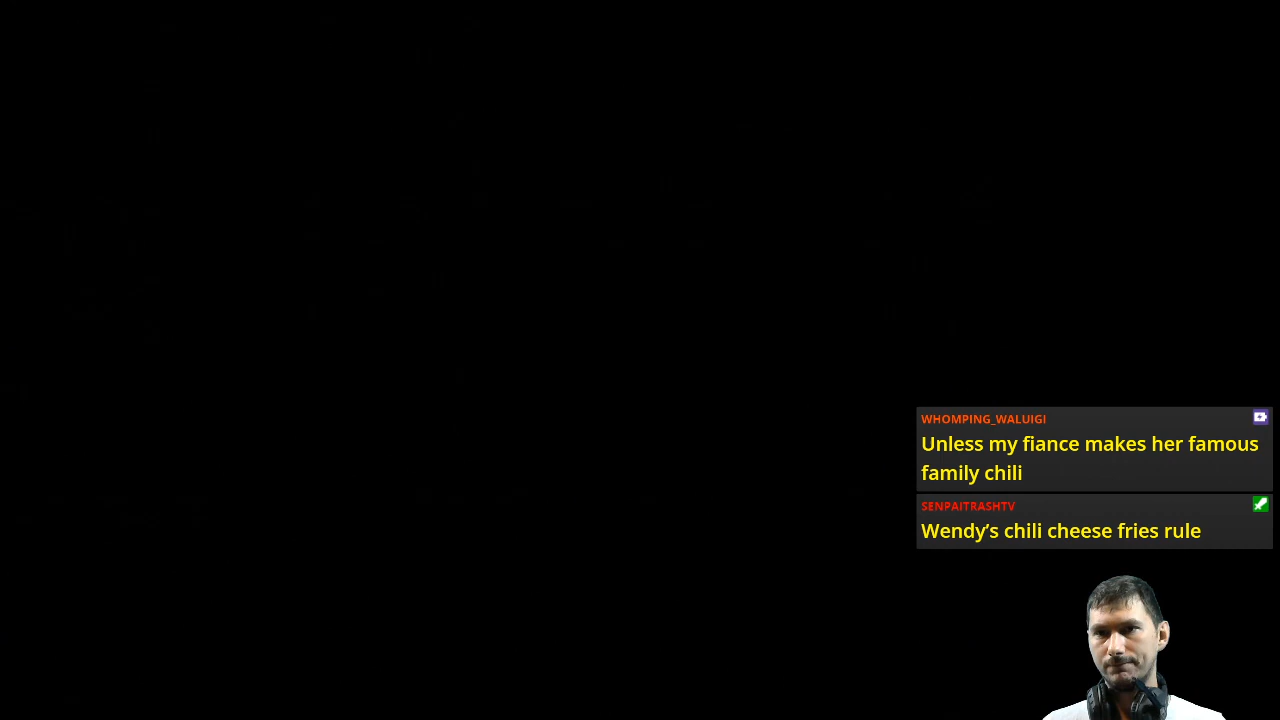 WHOMPING_WALUIGI
Unless my fiance makes her famous
family chili
SENPAITRASHTV
Wendy’s chili cheese fries rule